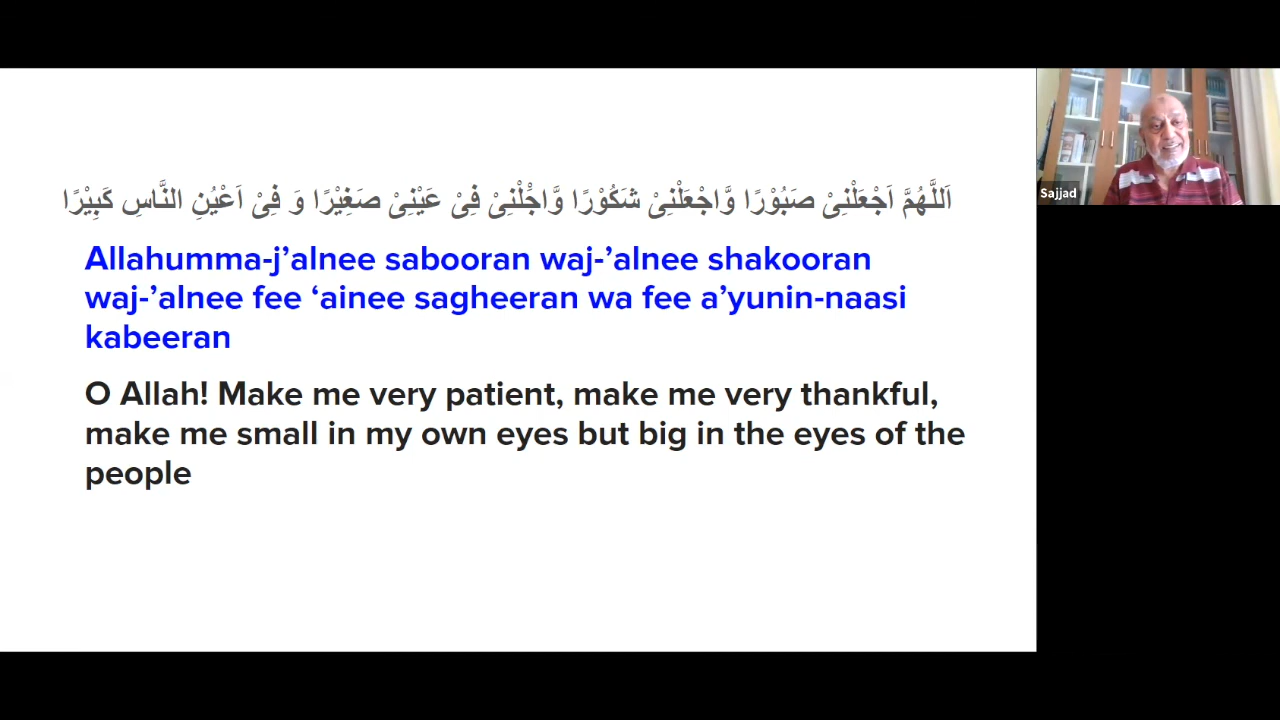 اَللَّهُمَّ اَجْعَلْنِىْ صَبُوْرًا وَّاجْعَلْنِىْ شَكُوْرًا وَّاجْلْنِىْ فِىْ عَيْنِىْ صَغِيْرًا وَ فِىْ اَعْيُنِ النَّاسِ كَبِيْرًا
Allahumma-j’alnee sabooran waj-’alnee shakooran
waj-’alnee fee ‘ainee sagheeran wa fee a’yunin-naasi
kabeeran
O Allah! Make me very patient, make me very thankful,
make me small in my own eyes but big in the eyes of the
people
Sajjad